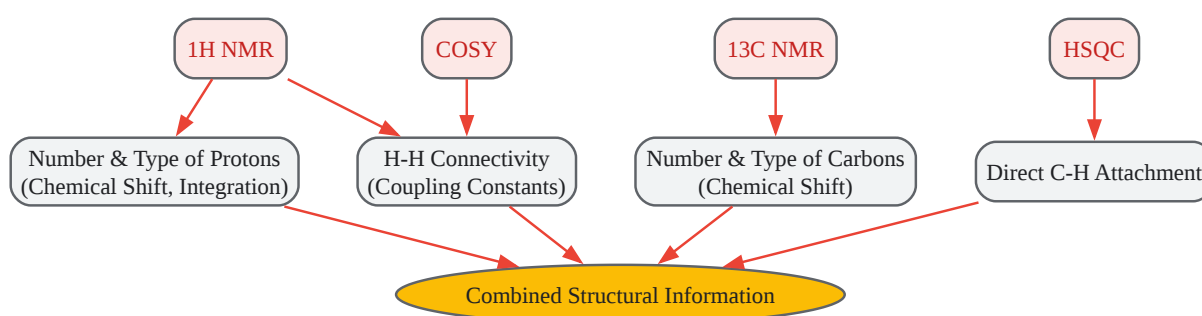 1H NMR
COSY
13C NMR
HSQC
Number & Type of Protons
(Chemical Shift, Integration)
H-H Connectivity
(Coupling Constants)
Number & Type of Carbons
(Chemical Shift)
Direct C-H Attachment
Combined Structural Information